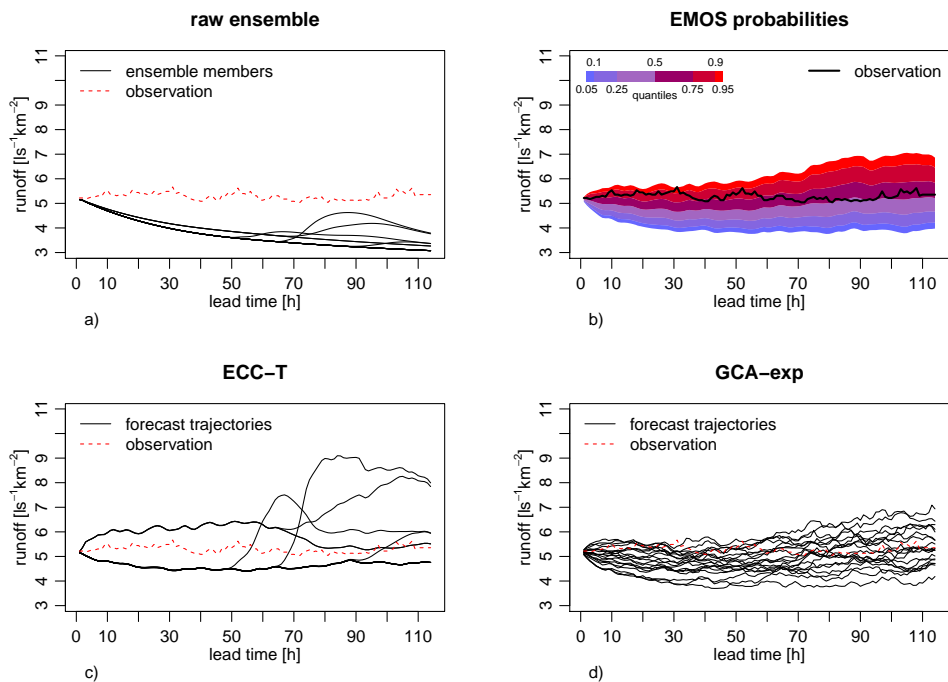 raw ensemble
11
9
8
7
6
5
4
3
runoff [ls⁻¹km⁻²]
ensemble members
observation
0 10 30 50 70 90 110
lead time [h]
a)
EMOS probabilities
11
9
8
7
6
5
4
3
runoff [ls⁻¹km⁻²]
0.1 0.5 0.9
0.05 0.25 0.75 0.95
quantiles
observation
0 10 30 50 70 90 110
lead time [h]
b)
ECC−T
11
9
8
7
6
5
4
3
runoff [ls⁻¹km⁻²]
forecast trajectories
observation
0 10 30 50 70 90 110
lead time [h]
c)
GCA−exp
11
9
8
7
6
5
4
3
runoff [ls⁻¹km⁻²]
forecast trajectories
observation
0 10 30 50 70 90 110
lead time [h]
d)